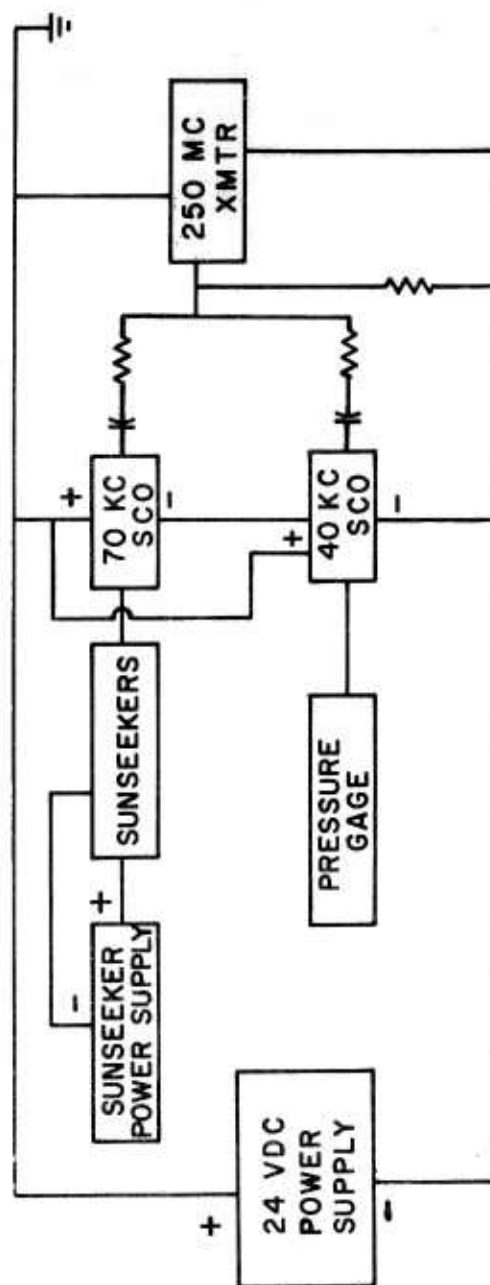 24 VDC
POWER
SUPPLY
+
-
SUNSEEKER
POWER SUPPLY
-
+
SUNSEEKERS
PRESSURE
GAGE
70 KC
SCO
+
-
40 KC
SCO
+
-
250 MC
XMTR